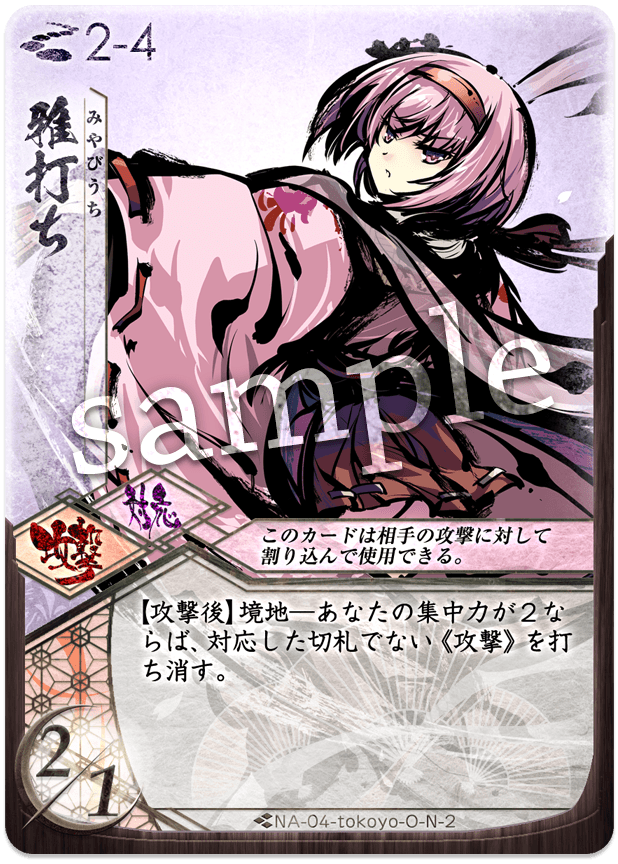 2-4
雅打ち
みやびうち
sample
攻撃
対応
このカードは相手の攻撃に対して
割り込んで使用できる。
【攻撃後】境地―あなたの集中力が２な
らば、対応した切札でない《攻撃》を打
ち消す。
2/1
NA-04-tokoyo-O-N-2